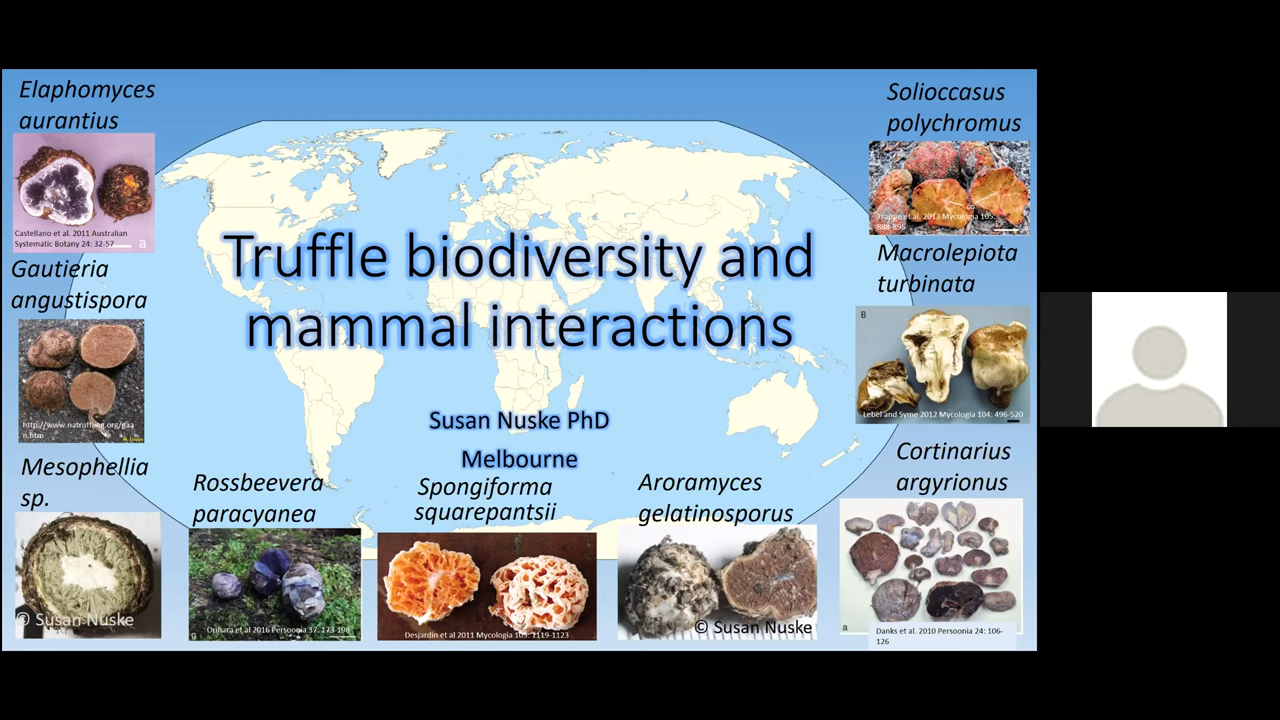 Elaphomyces
aurantius
Castellano et al. 2011 Australian
Systematic Botany 24: 32-57
a
Gautieria
angustispora
http://www.natruffling.org/gaa
n.htm
Mesophellia
sp.
© Susan Nuske
Truffle biodiversity and
mammal interactions
Susan Nuske PhD
Melbourne
Rossbeevera
paracyanea
g
Orihara et al 2016 Persoonia 37: 173-198
Spongiforma
squarepantsii
Desjardin et al 2011 Mycologia 103: 1119-1123
Aroramyces
gelatinosporus
© Susan Nuske
Solioccasus
polychromus
Trappe et al. 2013 Mycologia 105:
888-895
Macrolepiota
turbinata
B
Lebel and Syme 2012 Mycologia 104: 496-520
Cortinarius
argyrionus
a
Danks et al. 2010 Persoonia 24: 106-
126